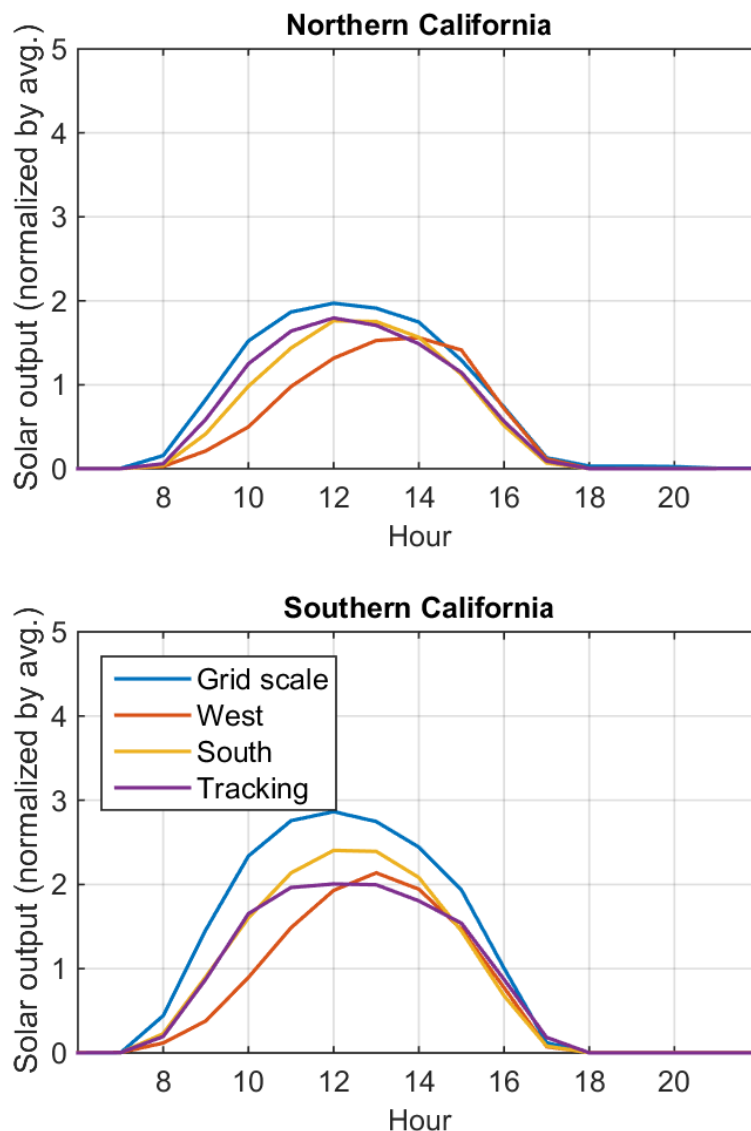 Northern California
Solar output (normalized by avg.)
5
4
3
2
1
0
8 10 12 14 16 18 20
Hour
Southern California
Solar output (normalized by avg.)
5
4
3
2
1
0
Grid scale
West
South
Tracking
8 10 12 14 16 18 20
Hour